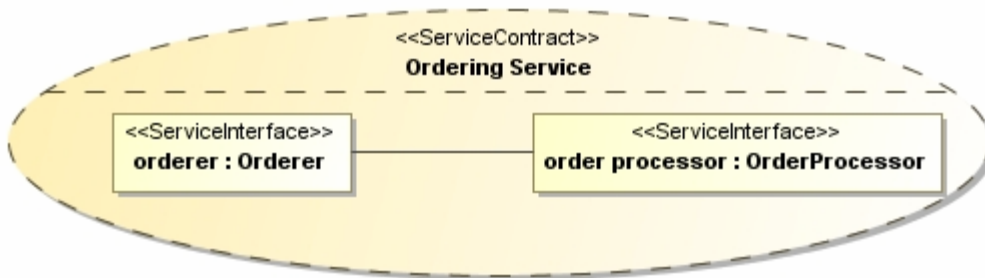 <<ServiceContract>>
Ordering Service
<<ServiceInterface>>
orderer : Orderer
<<ServiceInterface>>
order processor : OrderProcessor